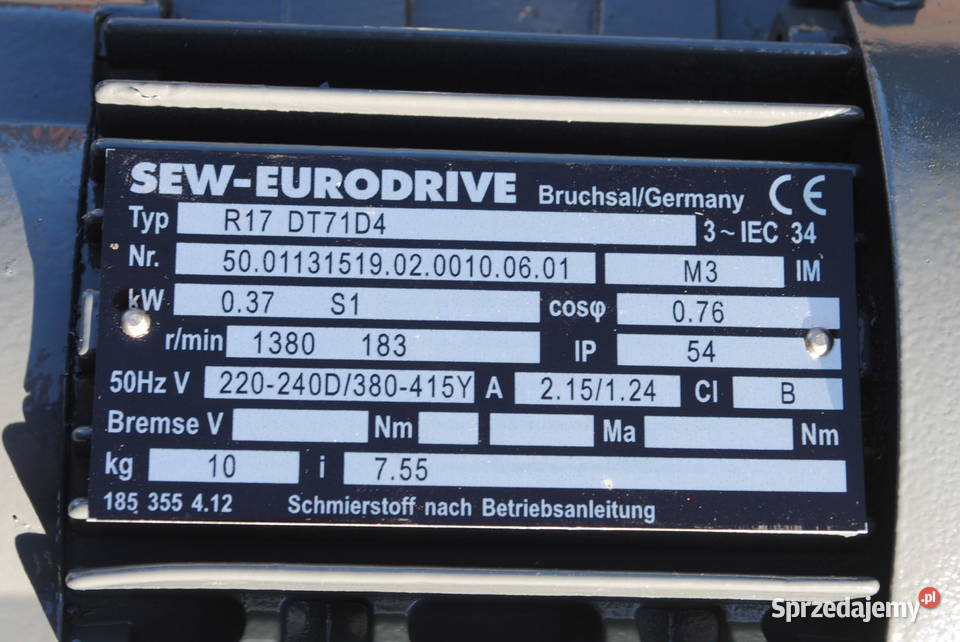 SEW-EURODRIVE Bruchsal/Germany CE
Typ R17 DT71D4 3~ IEC 34
Nr. 50.01131519.02.0010.06.01 M3 IM
kW 0.37 S1 cosφ 0.76
r/min 1380 183 IP 54
50Hz V 220-240D/380-415Y A 2.15/1.24 Cl B
Bremse V Nm Ma Nm
kg 10 i 7.55
185 355 4.12 Schmierstoff nach Betriebsanleitung
Sprzedajemy.pl